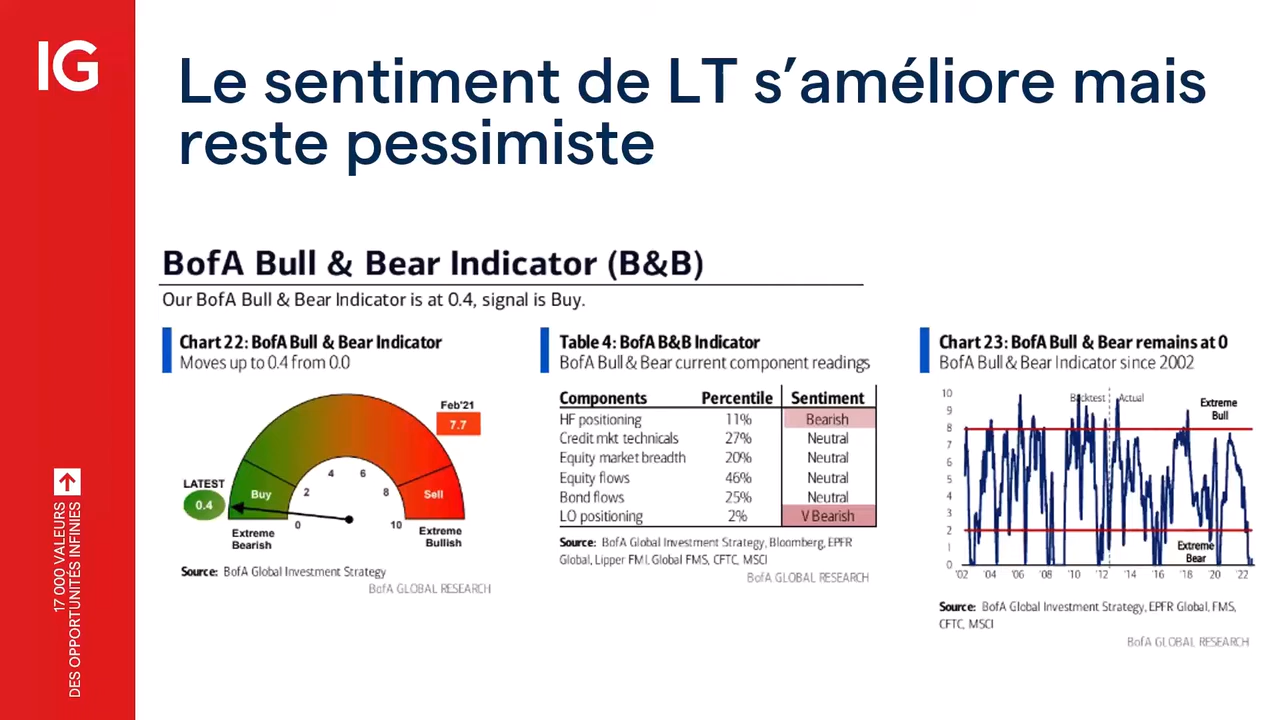 IG
Le sentiment de LT s’améliore mais
reste pessimiste
17 000 VALEURS
DES OPPORTUNITÉS INFINIES
BofA Bull & Bear Indicator (B&B)
Our BofA Bull & Bear Indicator is at 0.4, signal is Buy.
Chart 22: BofA Bull & Bear Indicator
Moves up to 0.4 from 0.0
Feb'21
7.7
LATEST
0.4
Buy
Sell
0
2
4
6
8
10
Extreme
Bearish
Extreme
Bullish
Source: BofA Global Investment Strategy
BofA GLOBAL RESEARCH
Table 4: BofA B&B Indicator
BofA Bull & Bear current component readings
Components Percentile Sentiment
HF positioning 11% Bearish
Credit mkt technicals 27% Neutral
Equity market breadth 20% Neutral
Equity flows 46% Neutral
Bond flows 25% Neutral
LO positioning 2% V Bearish
Source: BofA Global Investment Strategy, Bloomberg, EPFR
Global, Lipper FMI, Global FMS, CFTC, MSCI
BofA GLOBAL RESEARCH
Chart 23: BofA Bull & Bear remains at 0
BofA Bull & Bear Indicator since 2002
10
9
8
7
6
5
4
3
2
1
0
Backtest Actual
Extreme
Bull
Extreme
Bear
'02 '04 '06 '08 '10 '12 '14 '16 '18 '20 '22
Source: BofA Global Investment Strategy, EPFR Global, FMS,
CFTC, MSCI
BofA GLOBAL RESEARCH